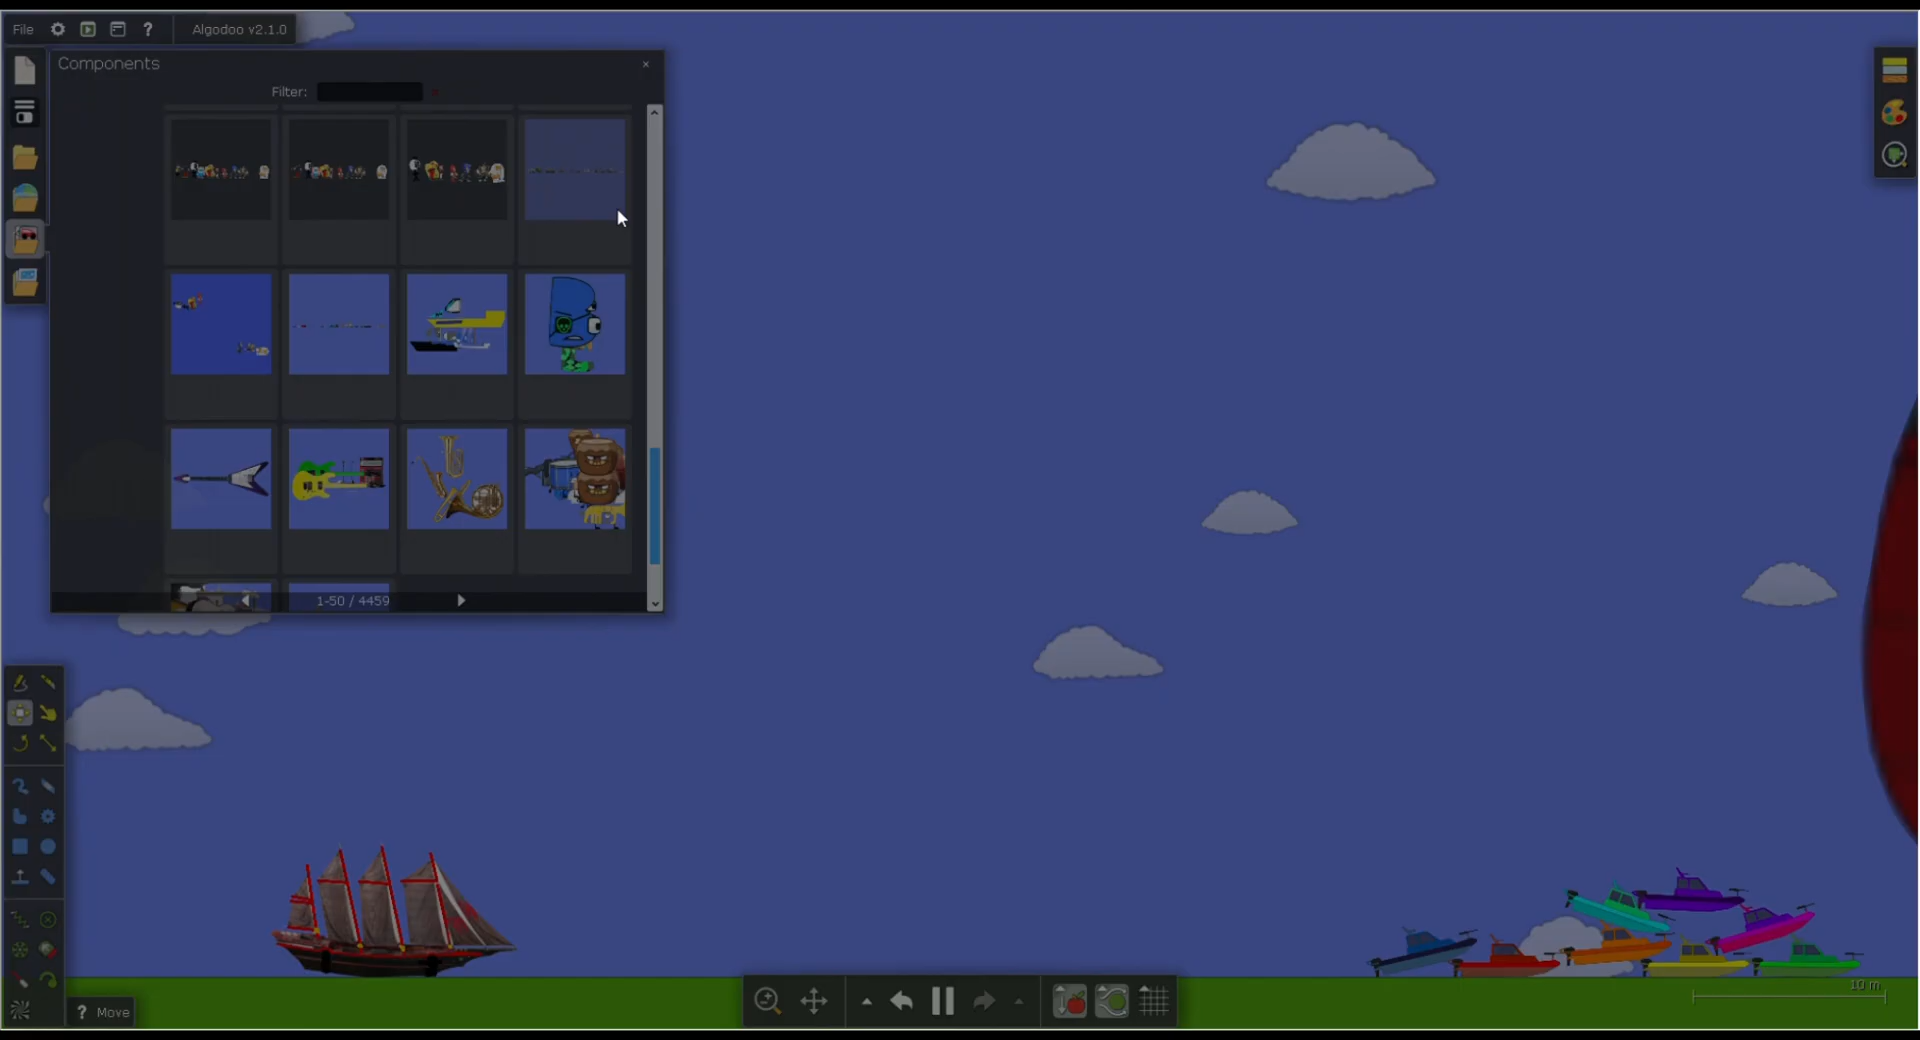 File ? Algodoo v2.1.0
Components ×
Filter: ×
1-50 / 4459
10 m
? Move